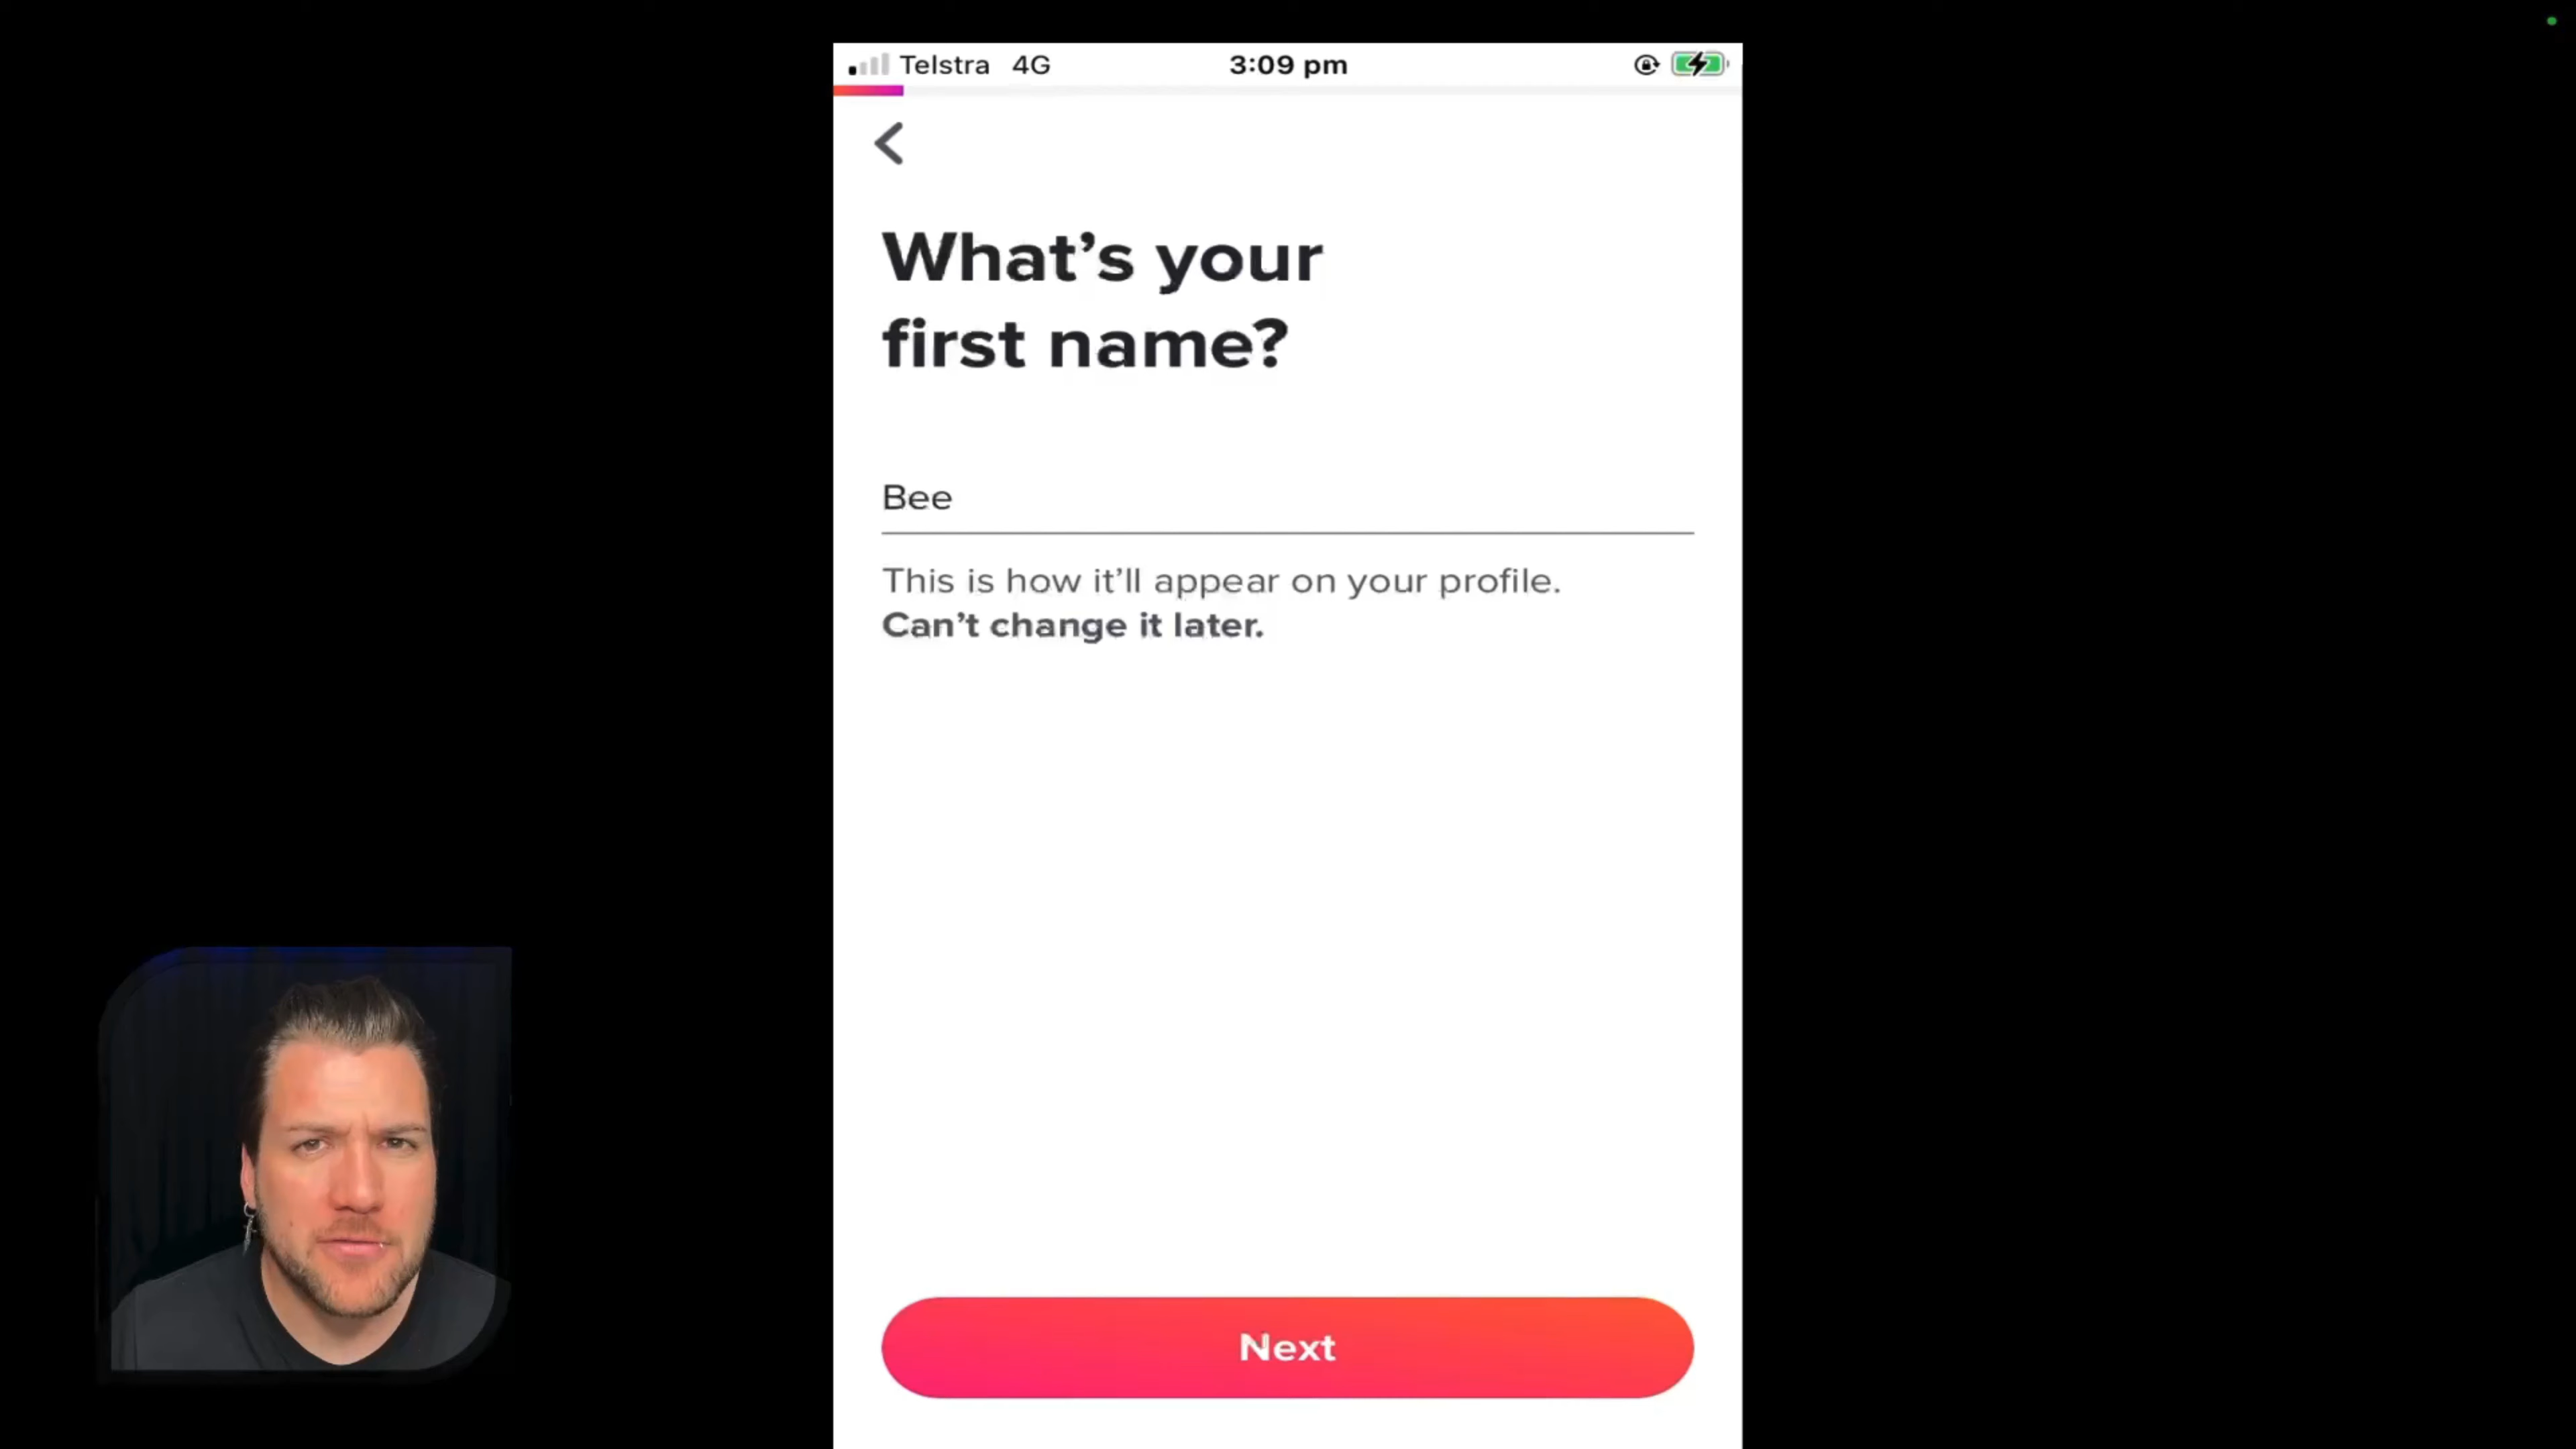 Telstra 4G 3:09 pm
What's your
first name?
Bee
This is how it'll appear on your profile.
Can't change it later.
Next